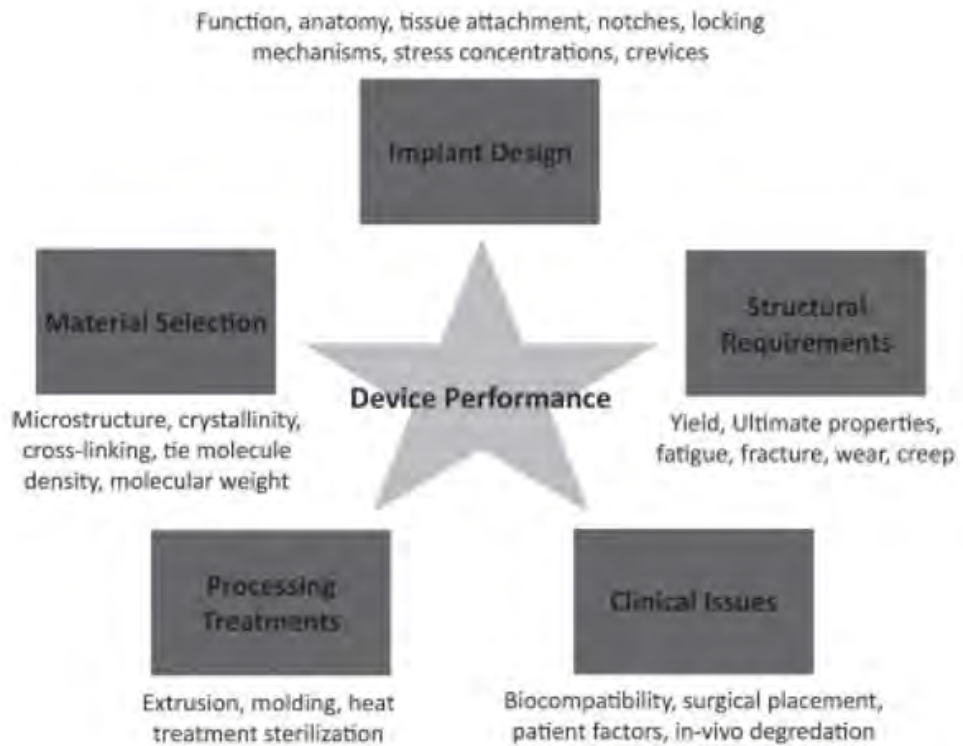 Function, anatomy, tissue attachment, notches, locking
mechanisms, stress concentrations, crevices
Implant Design
Material Selection
Microstructure, crystallinity,
cross-linking, tie molecule
density, molecular weight
Structural
Requirements
Yield, Ultimate properties,
fatigue, fracture, wear, creep
Device Performance
Processing
Treatments
Extrusion, molding, heat
treatment sterilization
Clinical Issues
Biocompatibility, surgical placement,
patient factors, in-vivo degredation